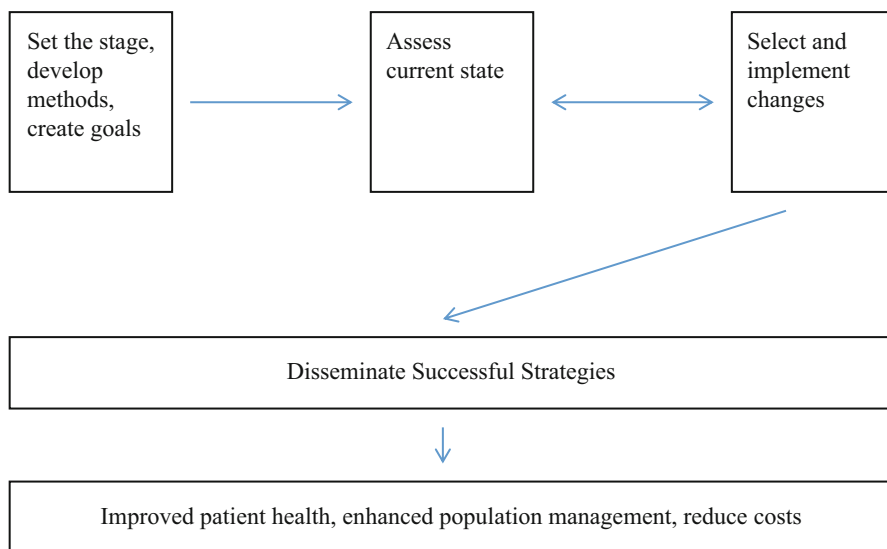 Set the stage,
develop
methods,
create goals
Assess
current state
Select and
implement
changes
Disseminate Successful Strategies
Improved patient health, enhanced population management, reduce costs